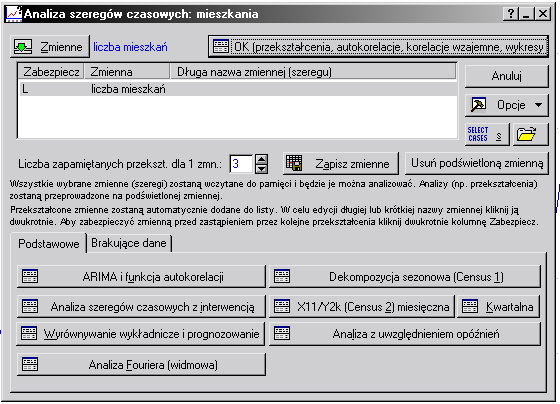 Analiza szeregów czasowych: mieszkania
Zmienne liczba mieszkań OK (przekształcenia, autokorelacje, korelacje wzajemne, wykresy
Zabezpiecz Zmienna Długa nazwa zmiennej (szeregu)
L liczba mieszkań
Anuluj
Opcje
SELECT CASES S
Liczba zapamiętanych przekszt. dla 1 zmn.: 3 Zapisz zmienne Usuń podświetloną zmienną
Wszystkie wybrane zmienne (szeregi) zostaną wczytane do pamięci i będzie je można analizować. Analizy (np. przekształcenia)
zostaną przeprowadzone na podświetlonej zmiennej.
Przekształcone zmienne zostaną automatycznie dodane do listy. W celu edycji długiej lub krótkiej nazwy zmiennej kliknij ją
dwukrotnie. Aby zabezpieczyć zmienną przed zastąpieniem przez kolejne przekształcenia kliknij dwukrotnie kolumnę Zabezpiecz.
Podstawowe Brakujące dane
ARIMA i funkcja autokorelacji Dekompozycja sezonowa (Census 1)
Analiza szeregów czasowych z interwencją X11/Y2k (Census 2) miesięczna Kwartalna
Wyrównywanie wykładnicze i prognozowanie Analiza z uwzględnieniem opóźnień
Analiza Fouriera (widmowa)